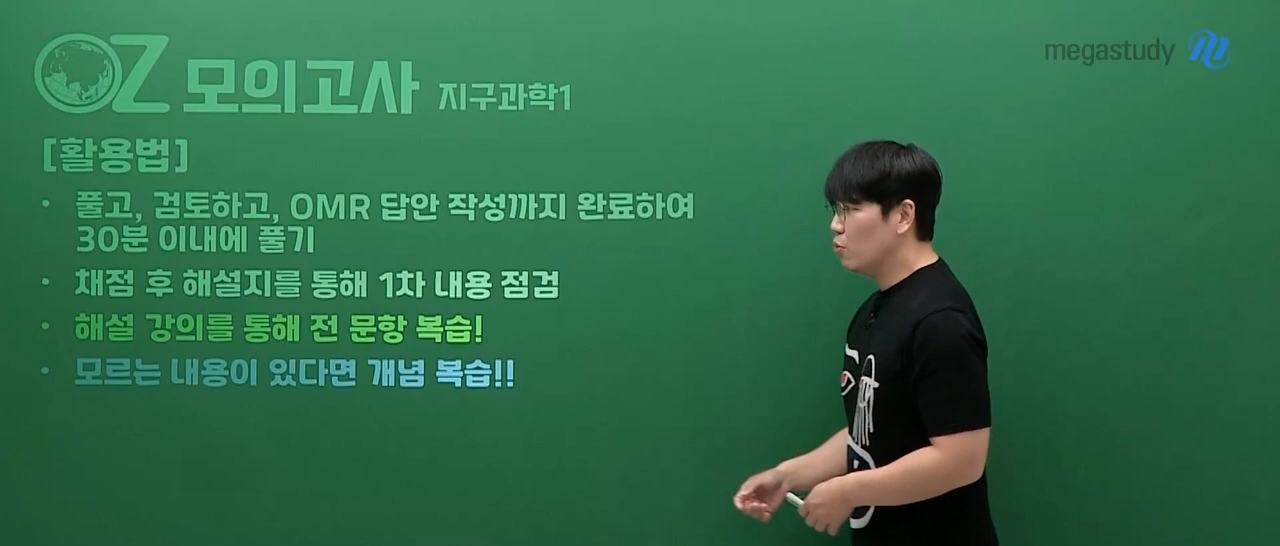 OZ 모의고사 지구과학1
megastudy
[활용법]
• 풀고, 검토하고, OMR 답안 작성까지 완료하여
30분 이내에 풀기
• 채점 후 해설지를 통해 1차 내용 점검
• 해설 강의를 통해 전 문항 복습!
• 모르는 내용이 있다면 개념 복습!!